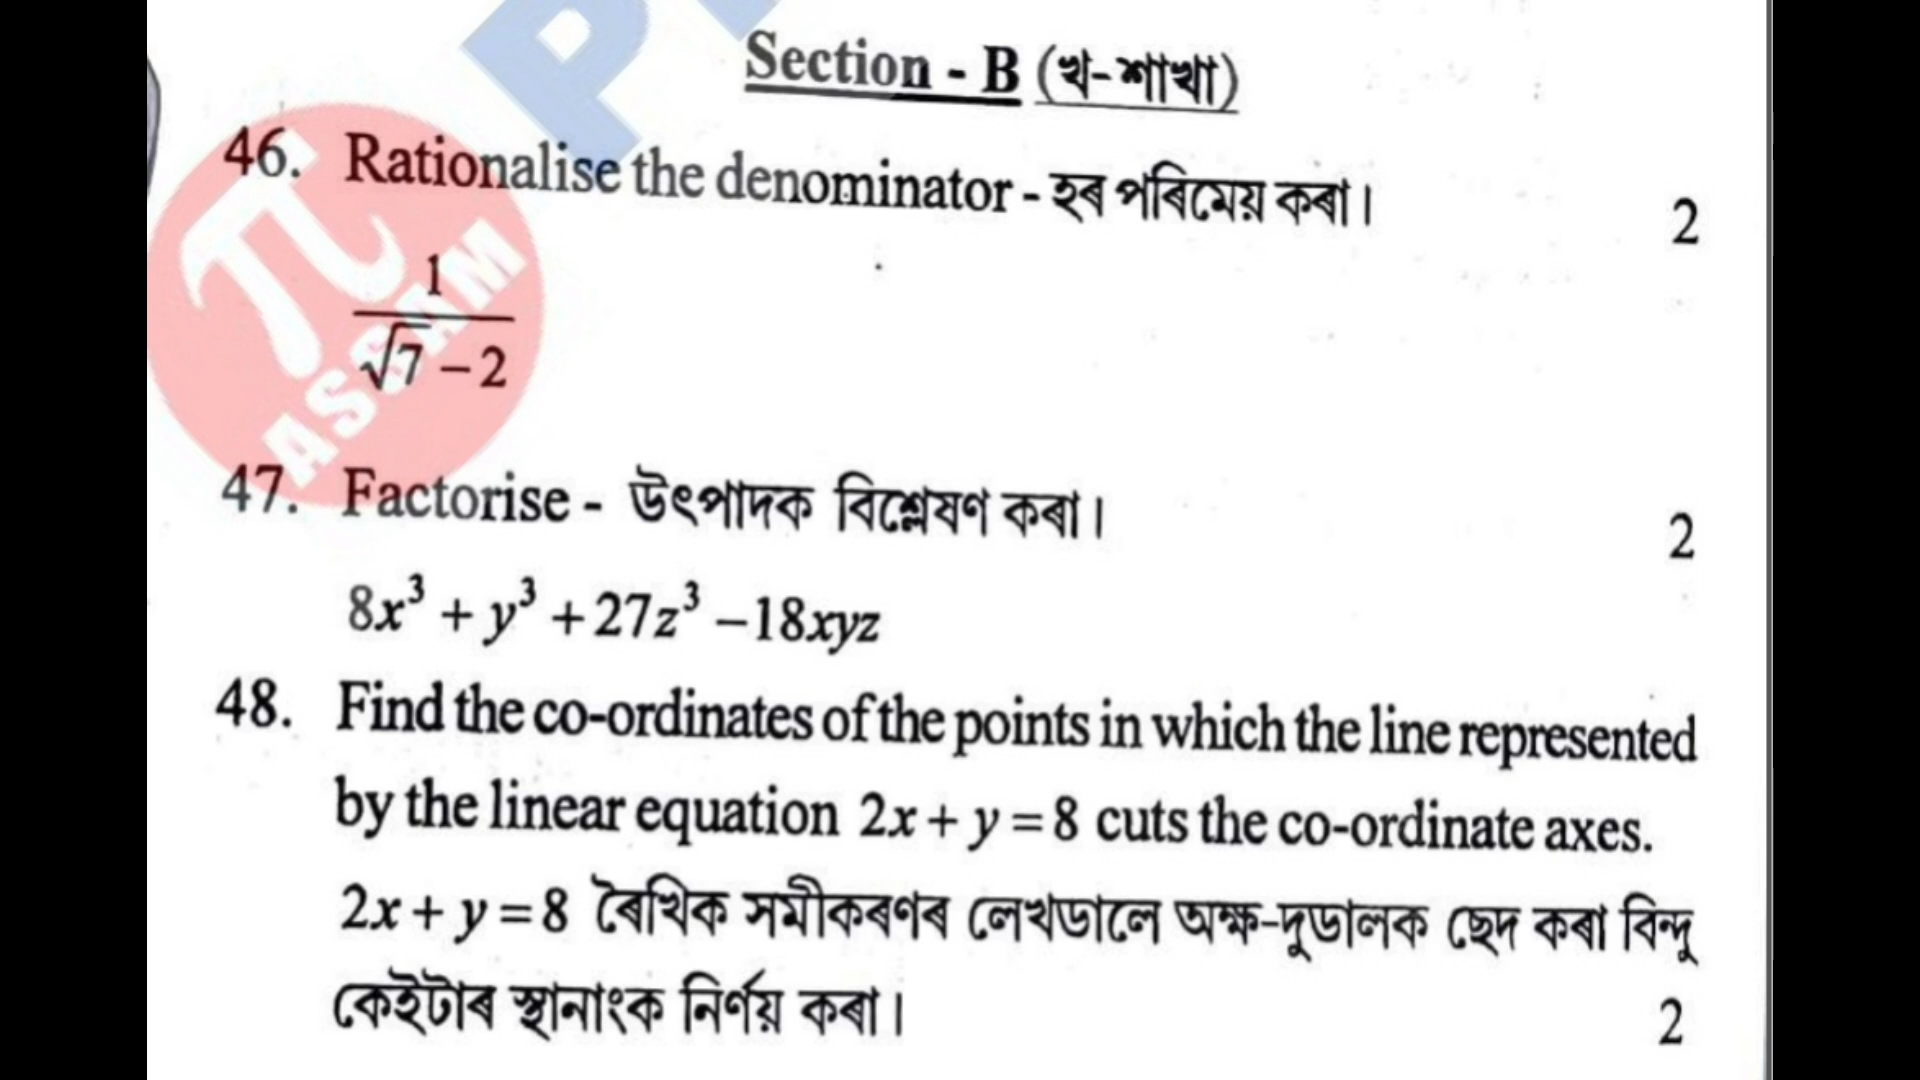 Section - B (খ-শাখা)
46. Rationalise the denominator - হৰ পৰিমেয় কৰা।
2
1
√7 – 2
ASSAM
47. Factorise - উৎপাদক বিশ্লেষণ কৰা।
2
8x³ + y³ + 27z³ – 18xyz
48. Find the co-ordinates of the points in which the line represented
by the linear equation 2x + y = 8 cuts the co-ordinate axes.
2x + y = 8 ৰৈখিক সমীকৰণৰ লেখডালে অক্ষ-দুডালক ছেদ কৰা বিন্দু
কেইটাৰ স্থানাংক নিৰ্ণয় কৰা।
2